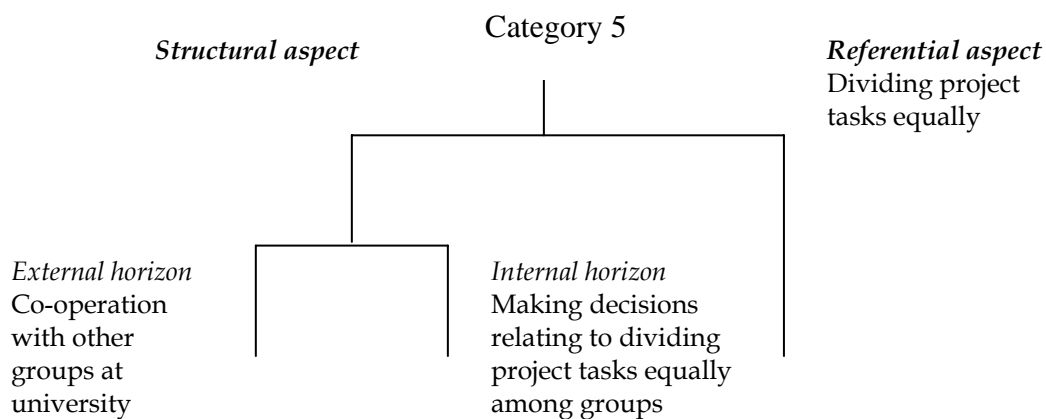 Category 5
Structural aspect
Referential aspect
Dividing project
tasks equally
External horizon
Co-operation
with other
groups at
university
Internal horizon
Making decisions
relating to dividing
project tasks equally
among groups